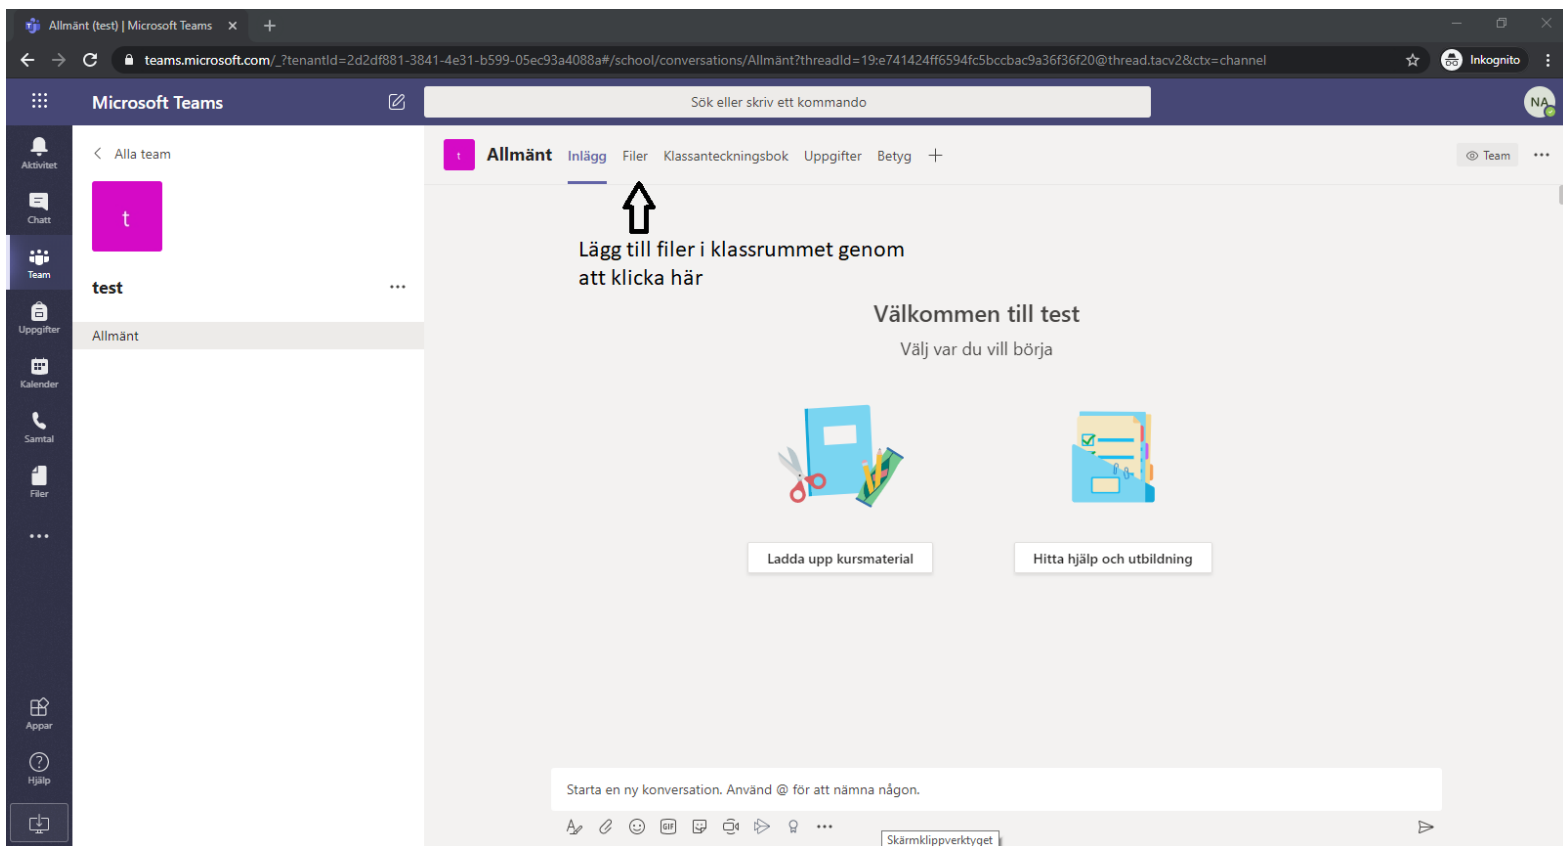 Allmänt (test) | Microsoft Teams
teams.microsoft.com/_?tenantId=2d2df881-3841-4e31-b599-05ec93a4088a#/school/conversations/Allmänt?threadId=19:e741424ff6594fc5bccbac9a36f36f20@thread.tacv2&ctx=channel
Inkognito
Microsoft Teams
Sök eller skriv ett kommando
NA
Aktivitet
Chatt
Team
Uppgifter
Kalender
Samtal
Filer
Appar
Hjälp
Alla team
t
test
Allmänt
t Allmänt Inlägg Filer Klassanteckningsbok Uppgifter Betyg
Team
Lägg till filer i klassrummet genom
att klicka här
Välkommen till test
Välj var du vill börja
Ladda upp kursmaterial
Hitta hjälp och utbildning
Starta en ny konversation. Använd @ för att nämna någon.
GIF
Skärmklippverktyget